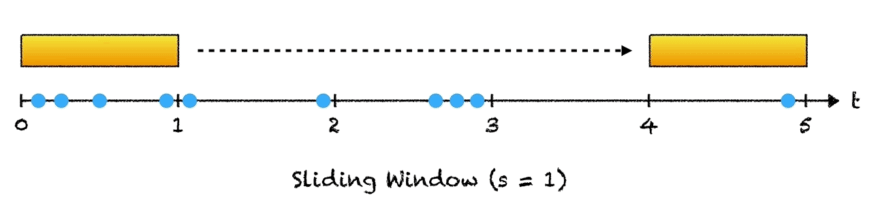 t
0 1 2 3 4 5
Sliding Window (s = 1)